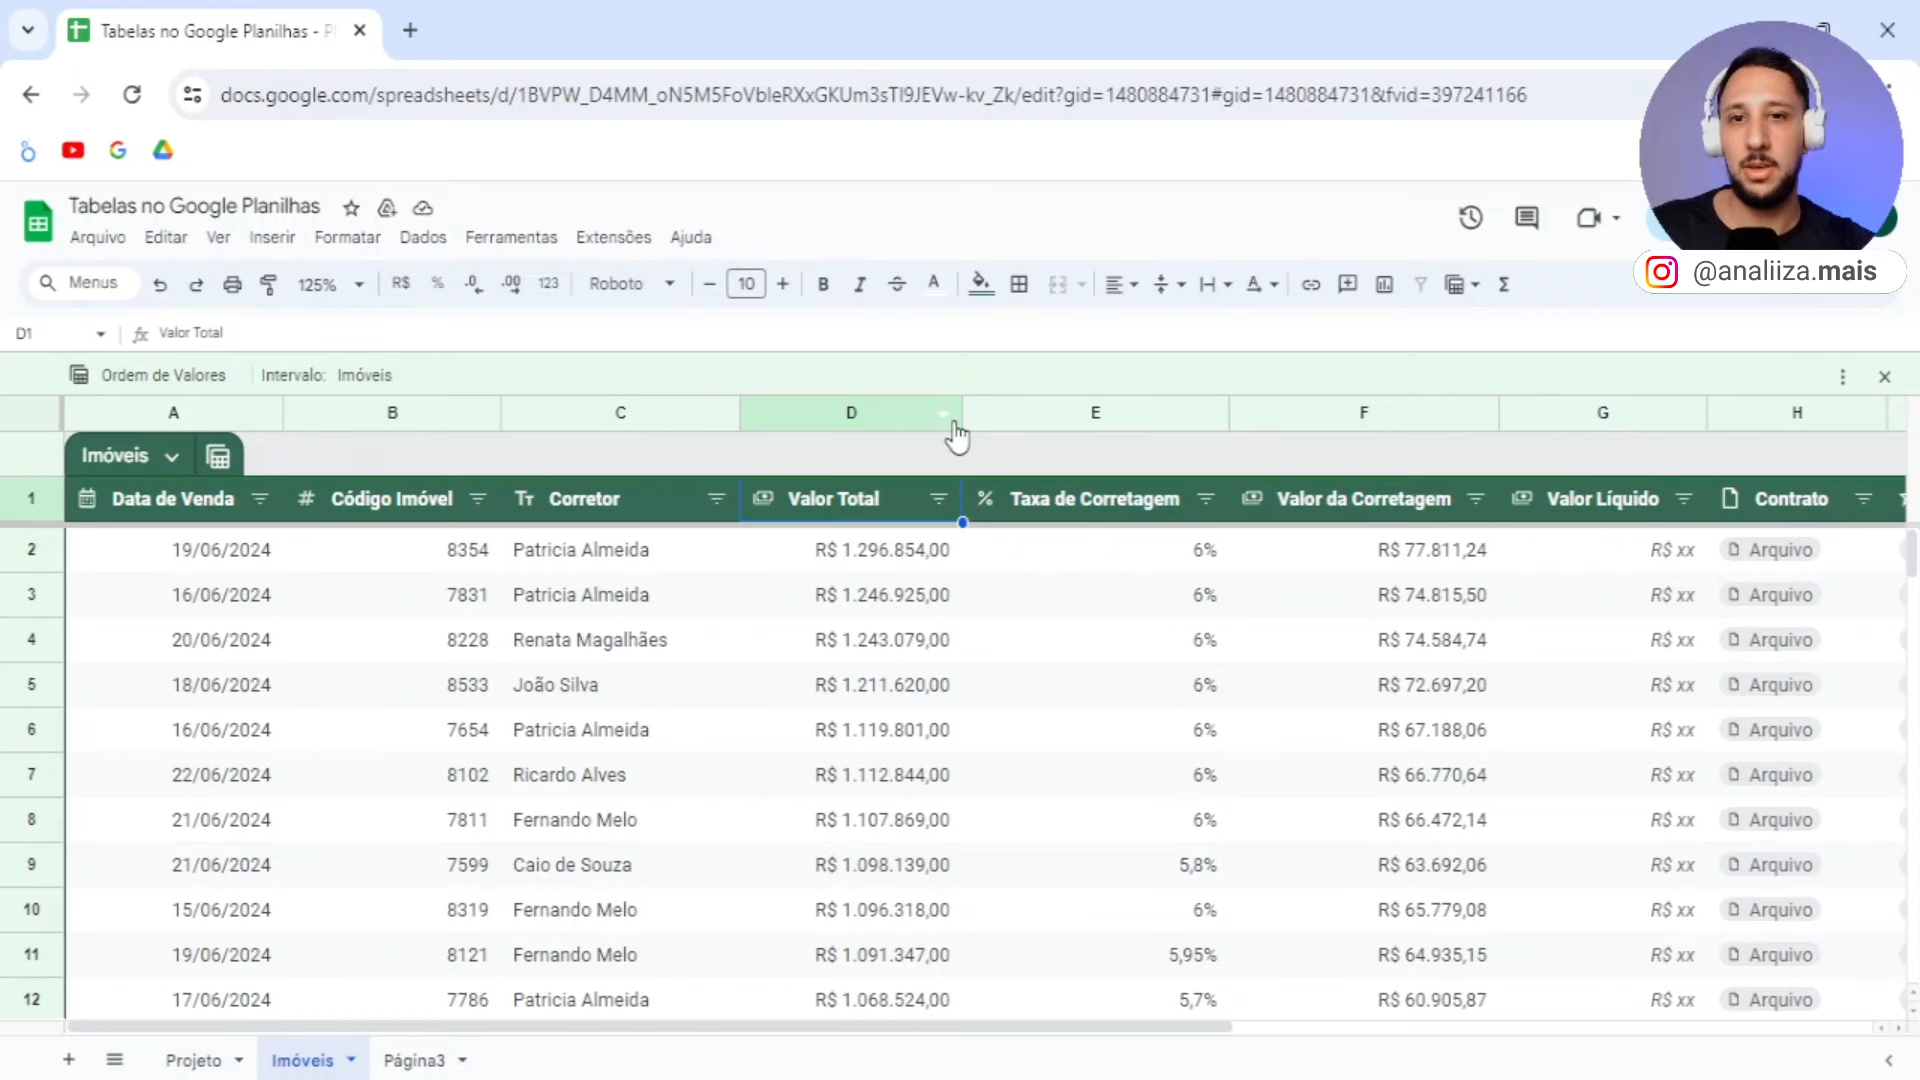 Tabelas no Google Planilhas - P
docs.google.com/spreadsheets/d/1BVPW_D4MM_oN5M5FoVbleRXxGKUm3sTl9JEVw-kv_Zk/edit?gid=1480884731#gid=1480884731&fvid=397241166
Tabelas no Google Planilhas
Arquivo Editar Ver Inserir Formatar Dados Ferramentas Extensões Ajuda
@analiiza.mais
Menus 125% R$ % .0 .00 123 Roboto 10 B I A
D1 fx Valor Total
Ordem de Valores Intervalo: Imóveis
A B C D E F G H
Imóveis
1 # Tт % Data de Venda Código Imóvel Corretor Valor Total Taxa de Corretagem Valor da Corretagem Valor Líquido Contrato
2 19/06/2024 8354 Patricia Almeida R$ 1.296.854,00 6% R$ 77.811,24 R$ xx Arquivo
3 16/06/2024 7831 Patricia Almeida R$ 1.246.925,00 6% R$ 74.815,50 R$ xx Arquivo
4 20/06/2024 8228 Renata Magalhães R$ 1.243.079,00 6% R$ 74.584,74 R$ xx Arquivo
5 18/06/2024 8533 João Silva R$ 1.211.620,00 6% R$ 72.697,20 R$ xx Arquivo
6 16/06/2024 7654 Patricia Almeida R$ 1.119.801,00 6% R$ 67.188,06 R$ xx Arquivo
7 22/06/2024 8102 Ricardo Alves R$ 1.112.844,00 6% R$ 66.770,64 R$ xx Arquivo
8 21/06/2024 7811 Fernando Melo R$ 1.107.869,00 6% R$ 66.472,14 R$ xx Arquivo
9 21/06/2024 7599 Caio de Souza R$ 1.098.139,00 5,8% R$ 63.692,06 R$ xx Arquivo
10 15/06/2024 8319 Fernando Melo R$ 1.096.318,00 6% R$ 65.779,08 R$ xx Arquivo
11 19/06/2024 8121 Fernando Melo R$ 1.091.347,00 5,95% R$ 64.935,15 R$ xx Arquivo
12 17/06/2024 7786 Patricia Almeida R$ 1.068.524,00 5,7% R$ 60.905,87 R$ xx Arquivo
Projeto Imóveis Página3